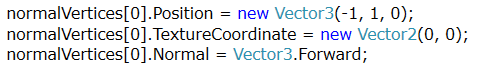 normalVertices[0].Position = new Vector3(-1, 1, 0);
normalVertices[0].TextureCoordinate = new Vector2(0, 0);
normalVertices[0].Normal = Vector3.Forward;